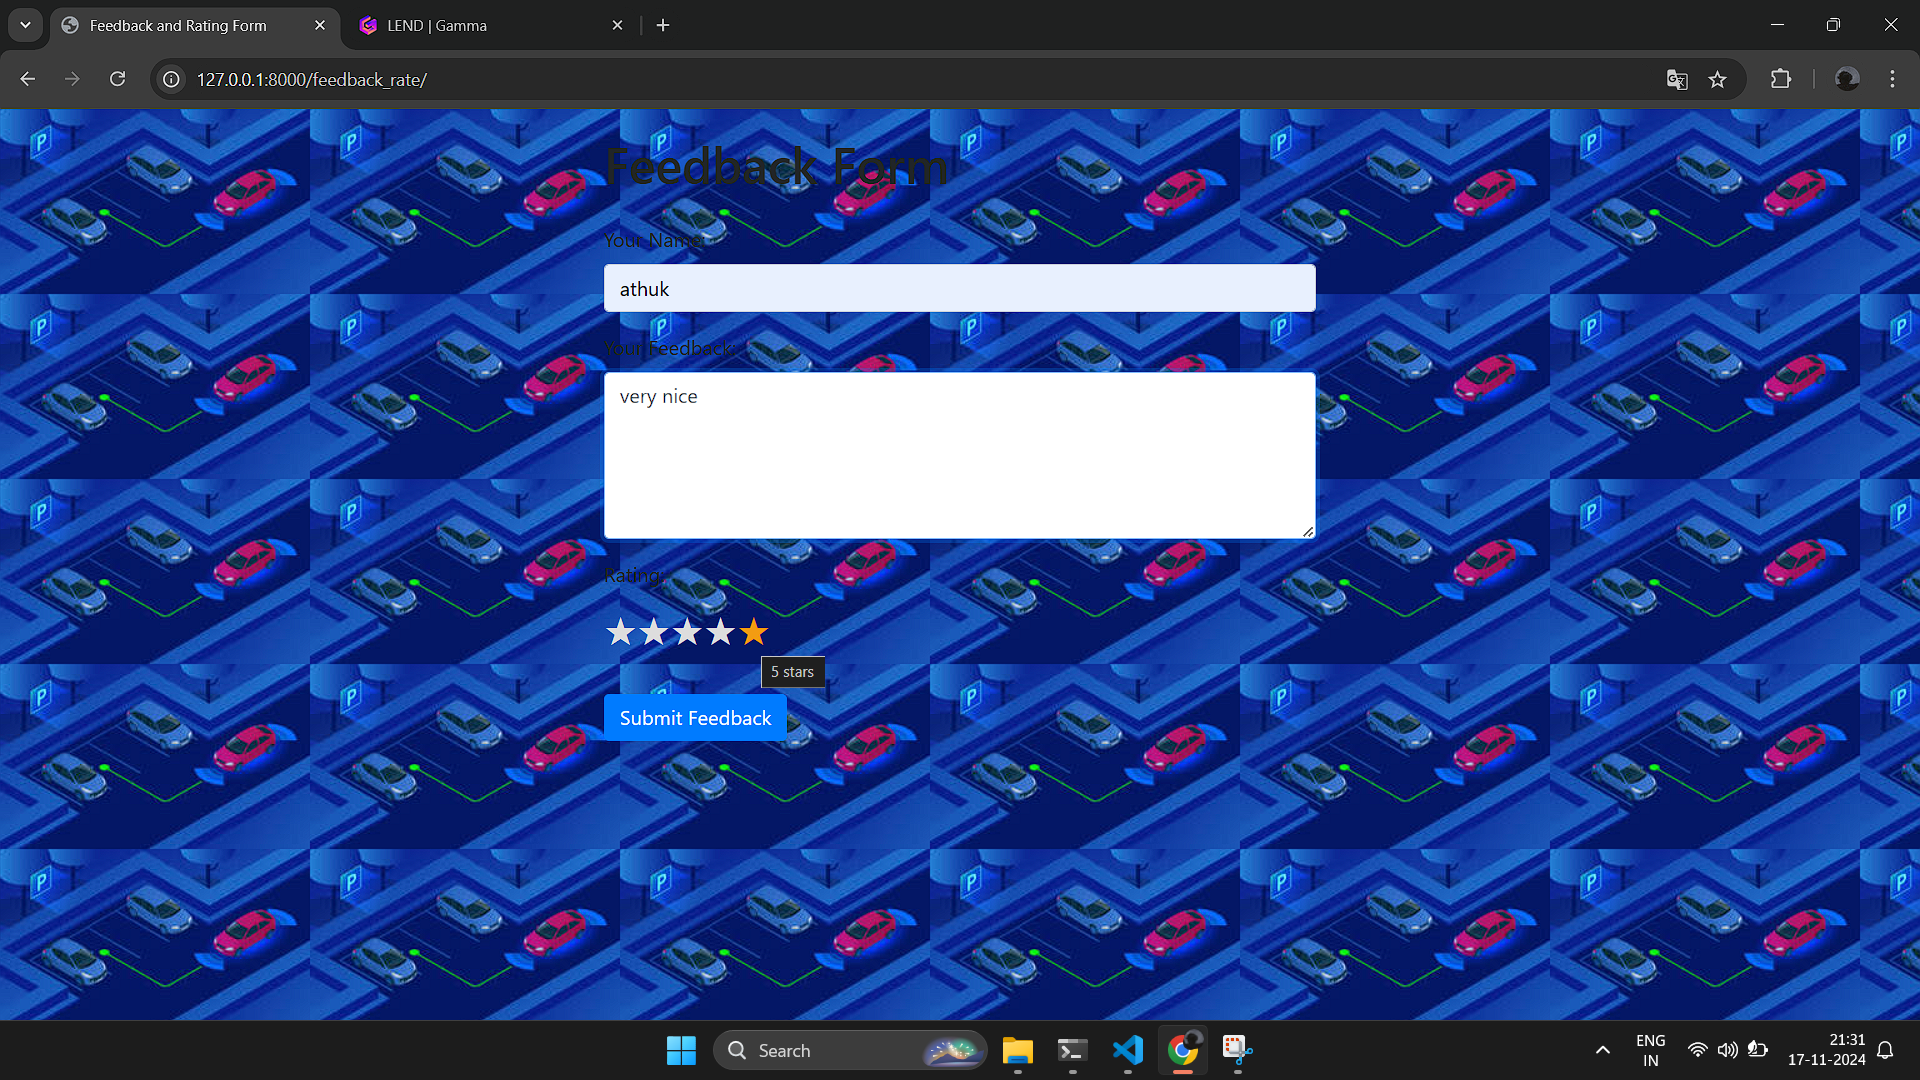 Feedback and Rating Form
LEND | Gamma
127.0.0.1:8000/feedback_rate/
Feedback Form
Your Name:
athuk
Your Feedback:
very nice
Rating:
5 stars
Submit Feedback
Search
ENG
IN
21:31
17-11-2024